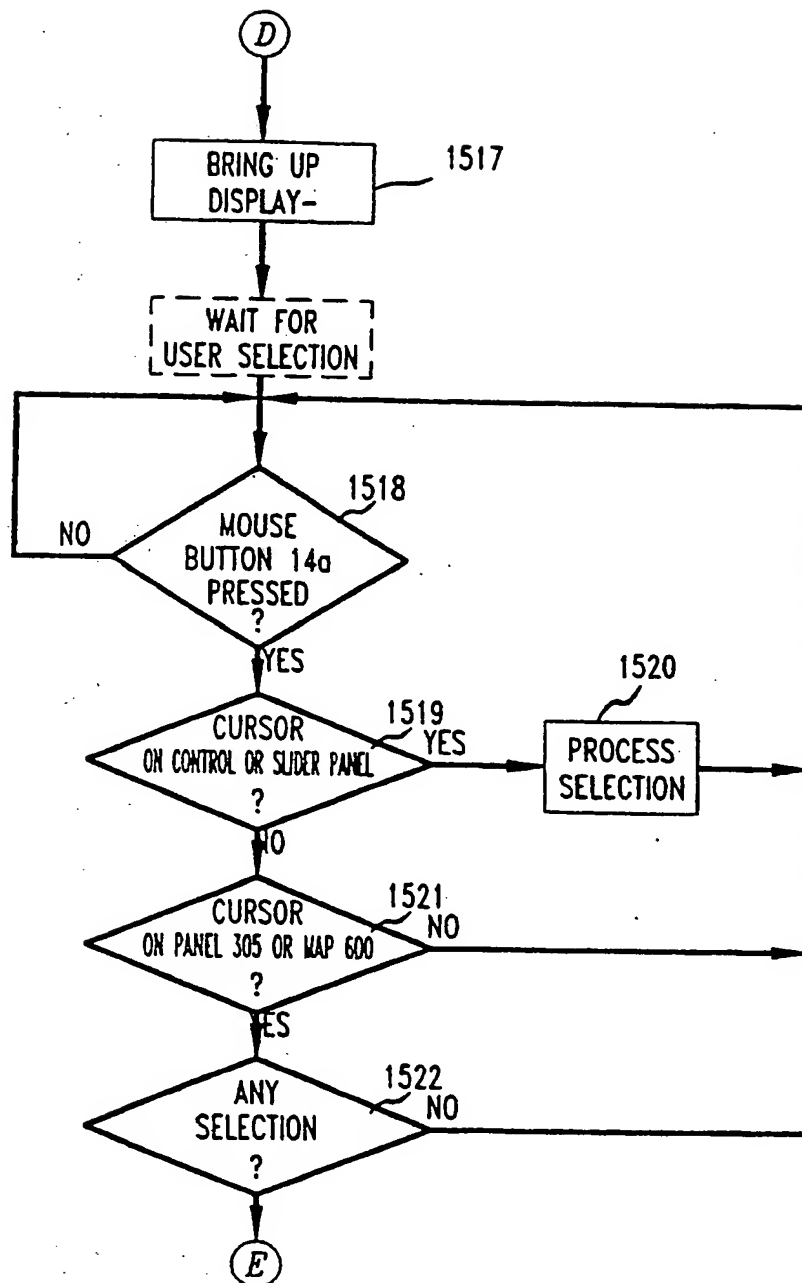 D
BRING UP
DISPLAY-
1517
WAIT FOR
USER SELECTION
1518
NO
MOUSE
BUTTON 14a
PRESSED
?
YES
1519
CURSOR
ON CONTROL OR SLIDER PANEL
?
YES
1520
PROCESS
SELECTION
NO
1521
CURSOR
ON PANEL 305 OR MAP 600
?
NO
YES
1522
ANY
SELECTION
?
NO
E